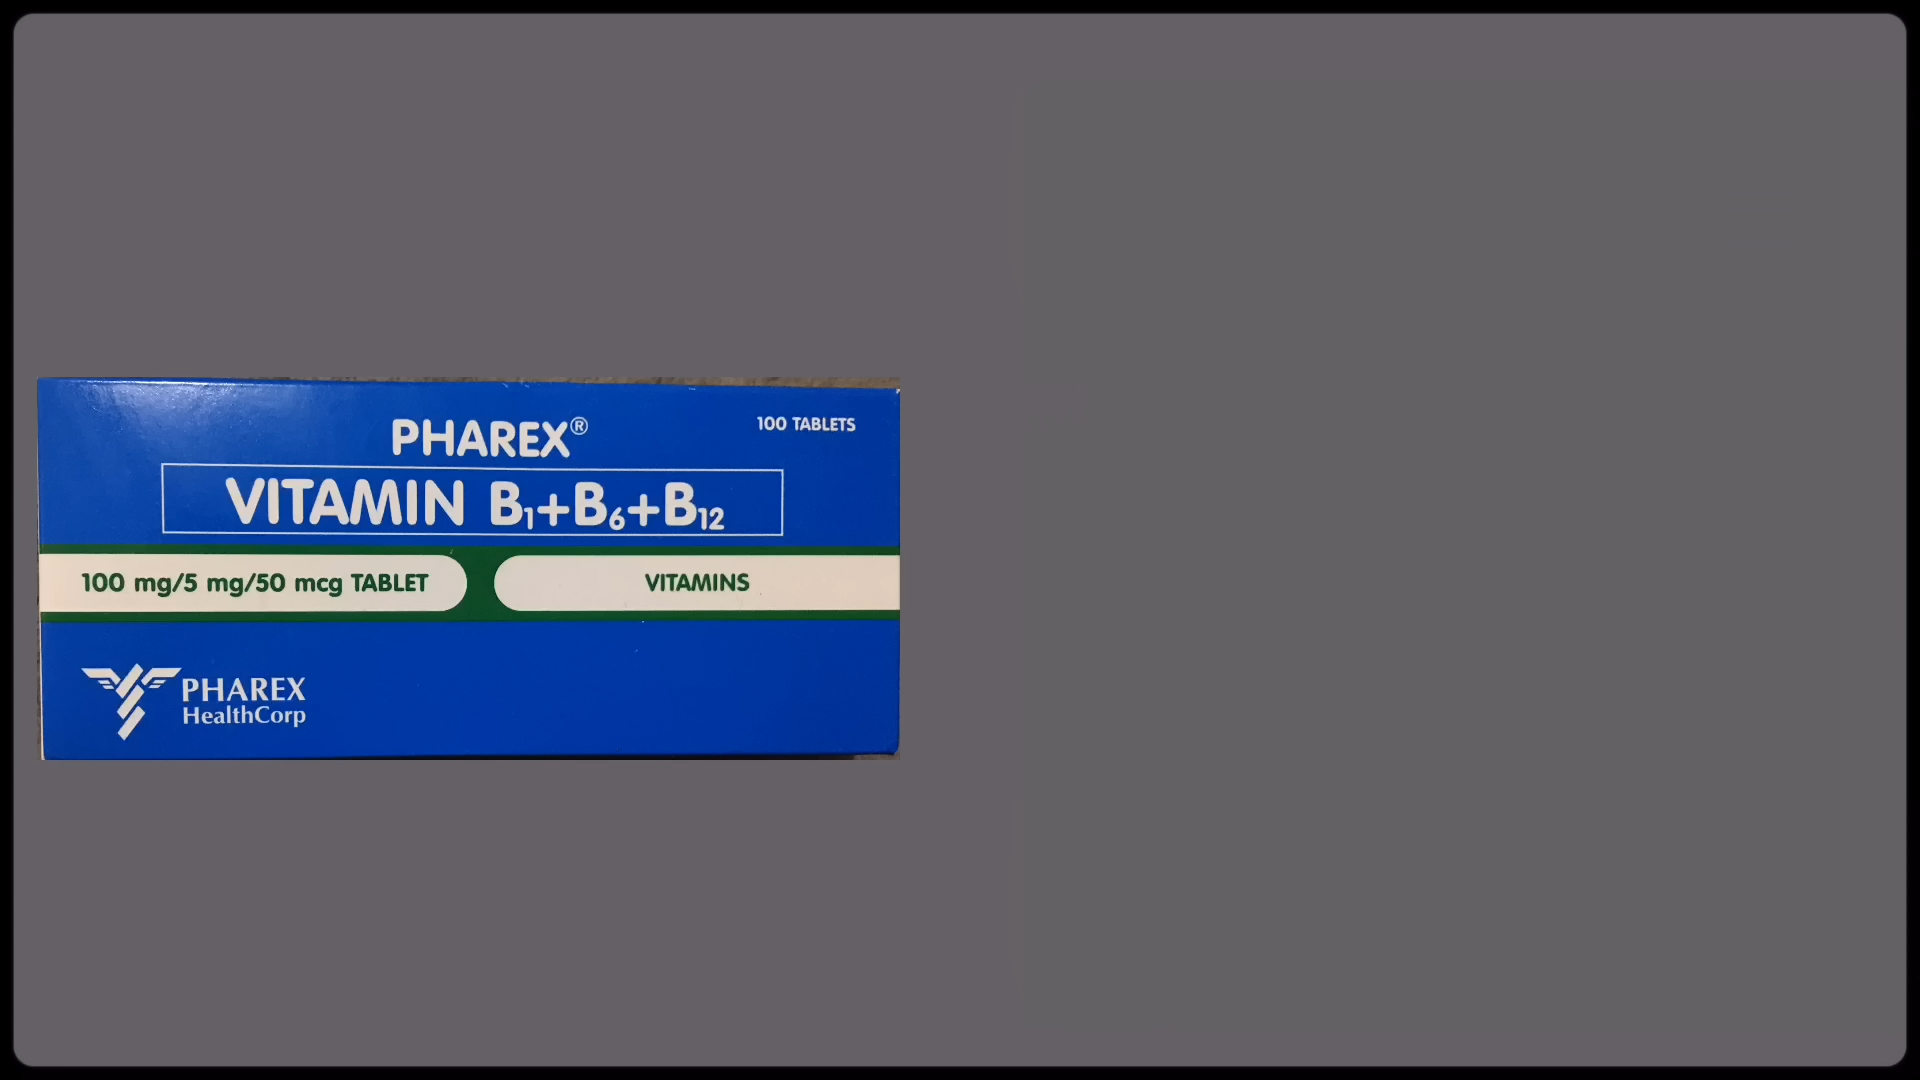 PHAREX®
100 TABLETS
VITAMIN B₁+B₆+B₁₂
100 mg/5 mg/50 mcg TABLET
VITAMINS
PHAREX
HealthCorp